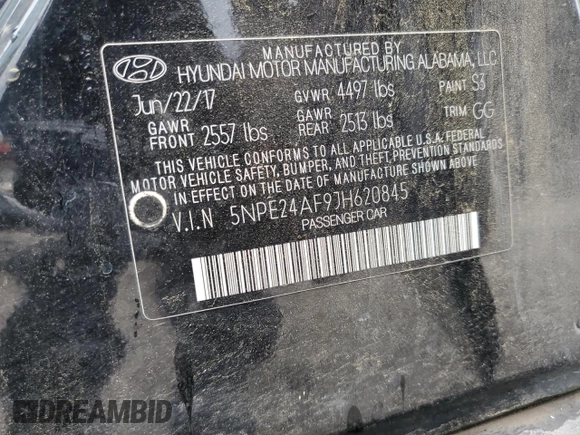 MANUFACTURED BY
HYUNDAI MOTOR MANUFACTURING ALABAMA, LLC
Jun/22/17 GVWR 4497 lbs PAINT S3
GAWR FRONT 2557 lbs GAWR REAR 2513 lbs TRIM GG
THIS VEHICLE CONFORMS TO ALL APPLICABLE U.S.A. FEDERAL
MOTOR VEHICLE SAFETY, BUMPER, AND THEFT PREVENTION STANDARDS
IN EFFECT ON THE DATE OF MANUFACTURE SHOWN ABOVE
V.I.N 5NPE24AF9JH620845
PASSENGER CAR
DREAMBID